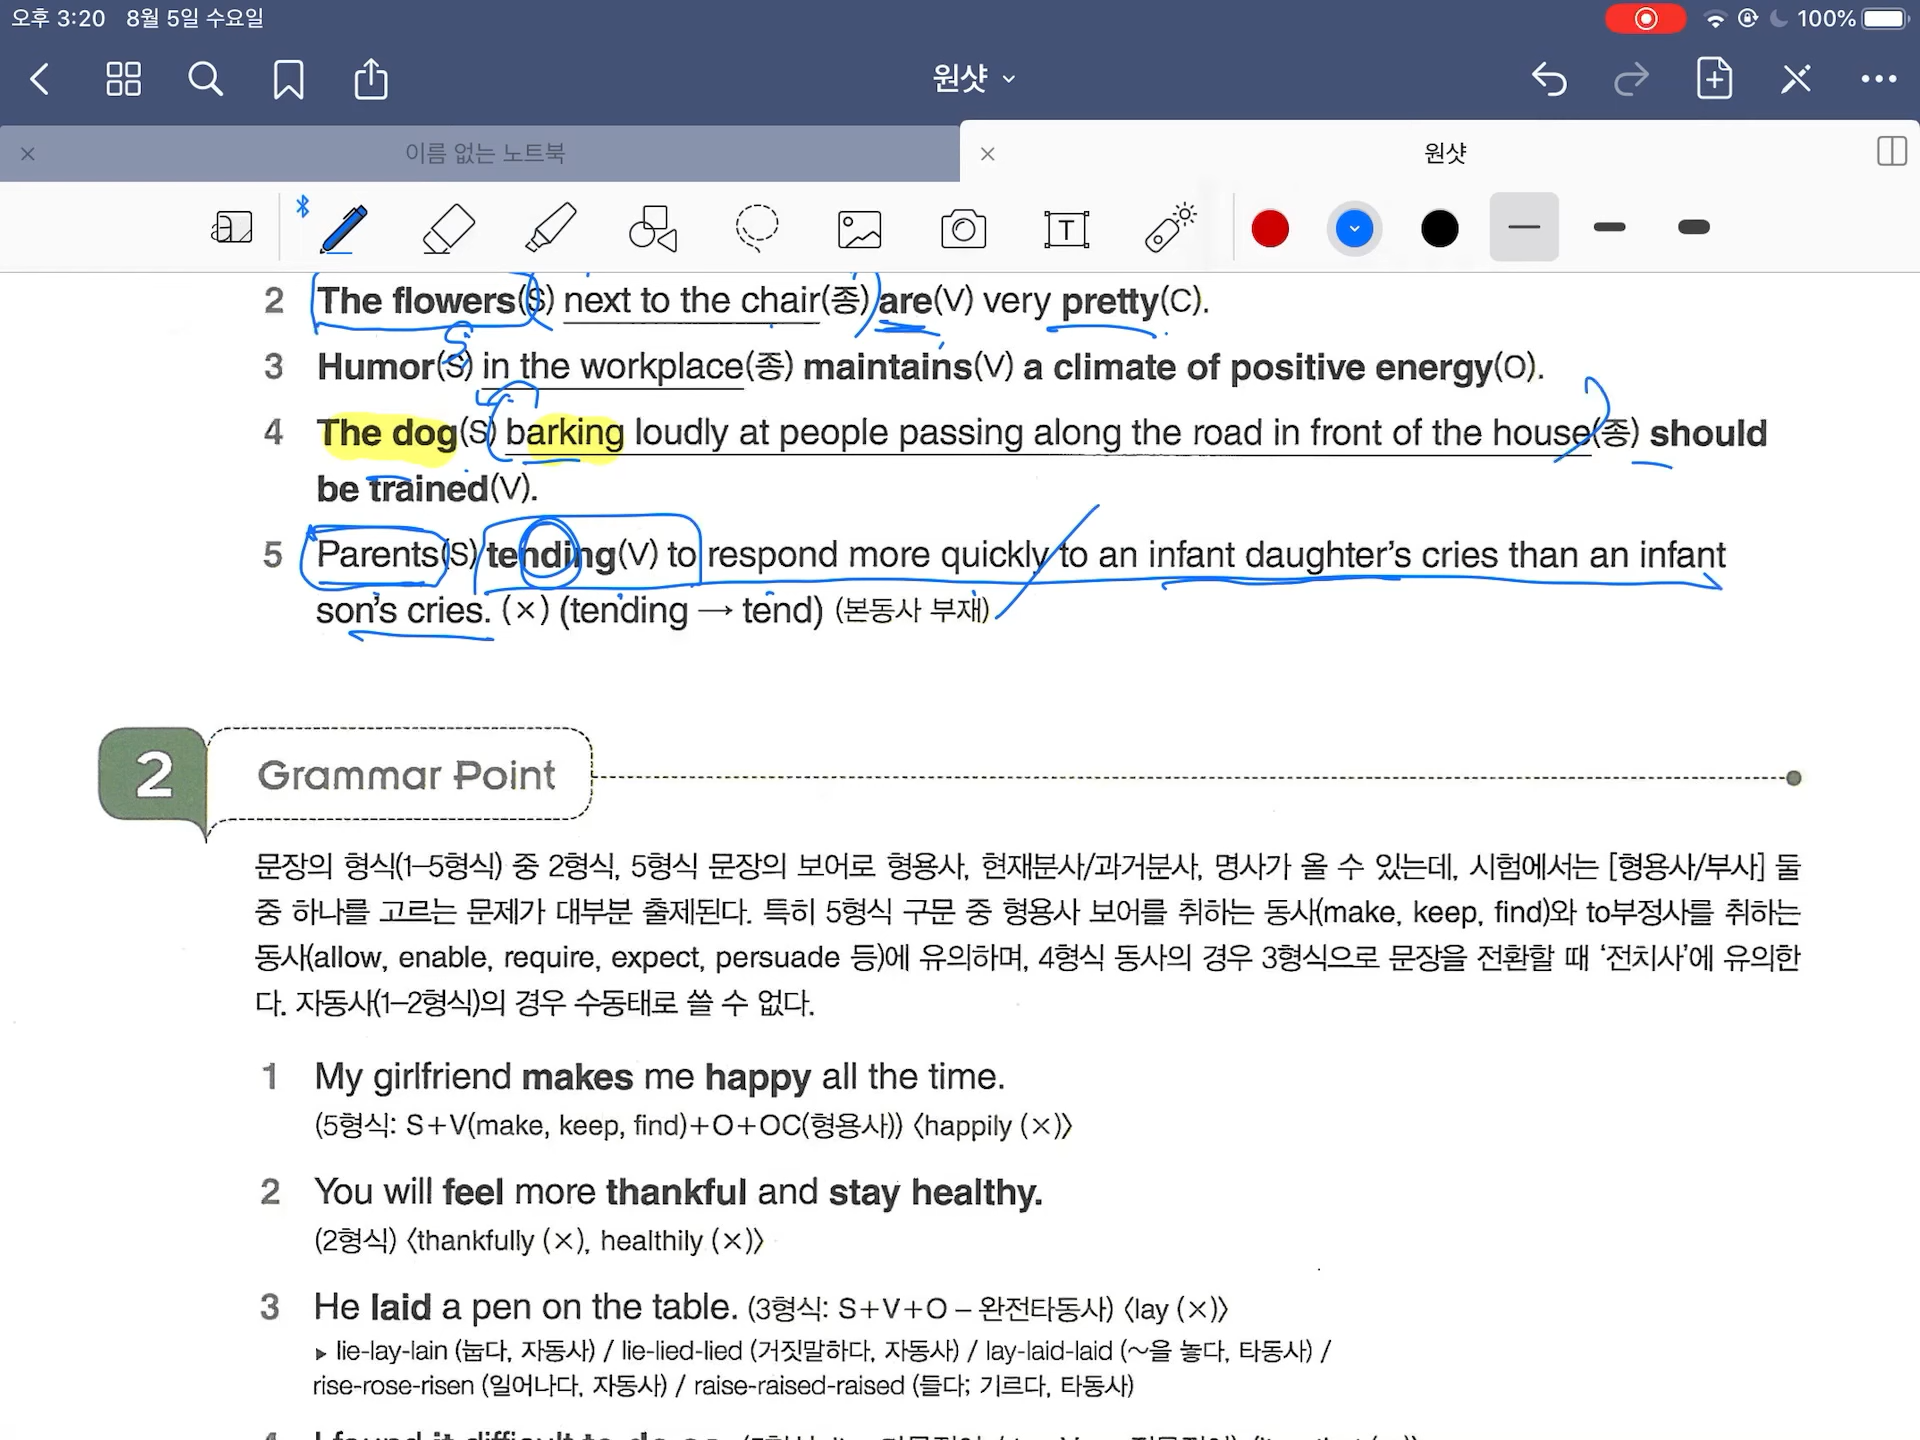 오후 3:20 8월 5일 수요일
100%
원샷
이름 없는 노트북
원샷
T
2 The flowers(S) next to the chair(종) are(V) very pretty(C).
3 Humor(S) in the workplace(종) maintains(V) a climate of positive energy(O).
4 The dog(S) barking loudly at people passing along the road in front of the house(종) should
be trained(V).
5 Parents(S) tending(V) to respond more quickly to an infant daughter's cries than an infant
son's cries. (×) (tending → tend) (본동사 부재)
2 Grammar Point
문장의 형식(1–5형식) 중 2형식, 5형식 문장의 보어로 형용사, 현재분사/과거분사, 명사가 올 수 있는데, 시험에서는 [형용사/부사] 둘
중 하나를 고르는 문제가 대부분 출제된다. 특히 5형식 구문 중 형용사 보어를 취하는 동사(make, keep, find)와 to부정사를 취하는
동사(allow, enable, require, expect, persuade 등)에 유의하며, 4형식 동사의 경우 3형식으로 문장을 전환할 때 ‘전치사’에 유의한
다. 자동사(1–2형식)의 경우 수동태로 쓸 수 없다.
1 My girlfriend makes me happy all the time.
(5형식: S+V(make, keep, find)+O+OC(형용사)) 〈happily (×)〉
2 You will feel more thankful and stay healthy.
(2형식) 〈thankfully (×), healthily (×)〉
3 He laid a pen on the table. (3형식: S+V+O – 완전타동사) 〈lay (×)〉
▸ lie-lay-lain (눕다, 자동사) / lie-lied-lied (거짓말하다, 자동사) / lay-laid-laid (~을 놓다, 타동사) /
rise-rose-risen (일어나다, 자동사) / raise-raised-raised (들다; 기르다, 타동사)